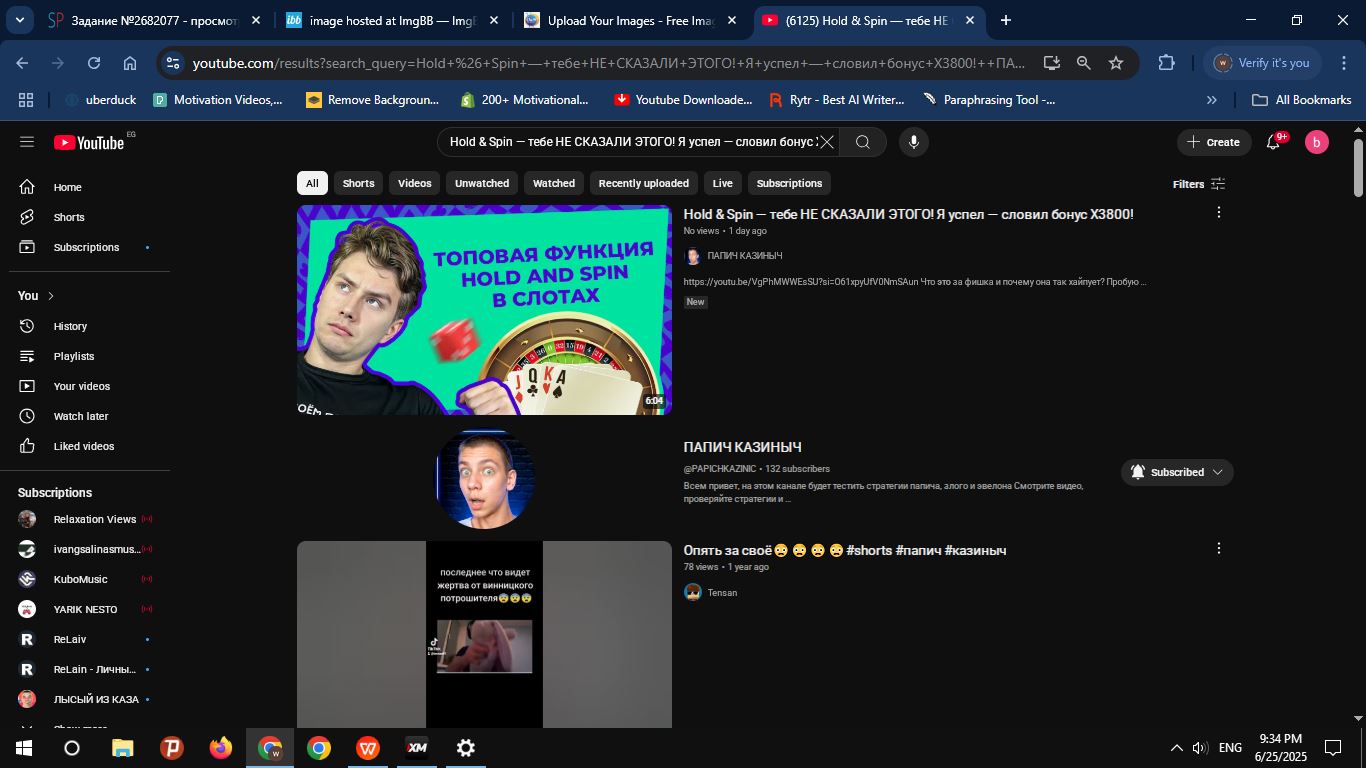 Задание №2682077 - просмотр
image hosted at ImgBB — ImgB
Upload Your Images - Free Imag
(6125) Hold & Spin — тебе НЕ
youtube.com/results?search_query=Hold+%26+Spin+—+тебе+НЕ+СКАЗАЛИ+ЭТОГО!+Я+успел+—+словил+бонус+X3800!++ПА...
Verify it's you
uberduck
Motivation Videos,...
Remove Backgroun...
200+ Motivational...
Youtube Downloade...
Rytr - Best AI Writer...
Paraphrasing Tool -...
All Bookmarks
YouTube EG
Hold & Spin — тебе НЕ СКАЗАЛИ ЭТОГО! Я успел — словил бонус
Create
9+
b
All
Shorts
Videos
Unwatched
Watched
Recently uploaded
Live
Subscriptions
Filters
Home
Shorts
Subscriptions
You
History
Playlists
Your videos
Watch later
Liked videos
Subscriptions
Relaxation Views
ivangsalinasmus...
KuboMusic
YARIK NESTO
ReLaiv
ReLain - Личны...
ЛЫСЫЙ ИЗ КАЗА
Show more
ТОПОВАЯ ФУНКЦИЯ
HOLD AND SPIN
В СЛОТАХ
J Q K A
6:04
Hold & Spin — тебе НЕ СКАЗАЛИ ЭТОГО! Я успел — словил бонус X3800!
No views • 1 day ago
ПАПИЧ КАЗИНЫЧ
https://youtu.be/VgPhMWWEsSU?si=O61xpyUfV0NmSAun Что это за фишка и почему она так хайпует? Пробую ...
New
ПАПИЧ КАЗИНЫЧ
@PAPICHKAZINIC • 132 subscribers
Всем привет, на этом канале будет тестить стратегии папича, злого и эвелона Смотрите видео,
проверяйте стратегии и ...
Subscribed
последнее что видет
жертва от винницкого
потрошителя😨😨😨
TikTok
Опять за своё😳😳😳😳#shorts #папич #казиныч
78 views • 1 year ago
Tensan
ENG
9:34 PM
6/25/2025